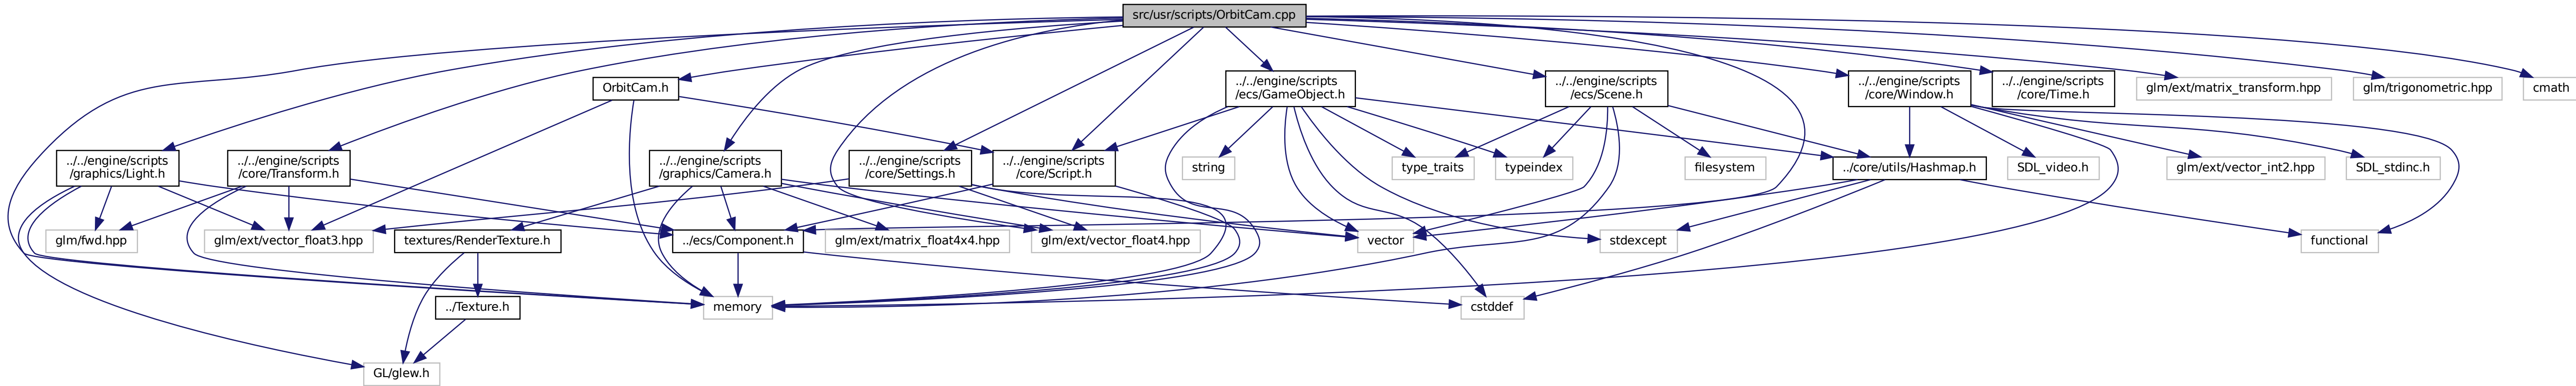 src/usr/scripts/OrbitCam.cpp
OrbitCam.h
../../engine/scripts
/ecs/GameObject.h
../../engine/scripts
/ecs/Scene.h
../../engine/scripts
/core/Window.h
../../engine/scripts
/core/Time.h
glm/ext/matrix_transform.hpp
glm/trigonometric.hpp
cmath
../../engine/scripts
/graphics/Light.h
../../engine/scripts
/core/Transform.h
../../engine/scripts
/graphics/Camera.h
../../engine/scripts
/core/Settings.h
../../engine/scripts
/core/Script.h
string
type_traits
typeindex
filesystem
../core/utils/Hashmap.h
SDL_video.h
glm/ext/vector_int2.hpp
SDL_stdinc.h
glm/fwd.hpp
glm/ext/vector_float3.hpp
textures/RenderTexture.h
../ecs/Component.h
glm/ext/matrix_float4x4.hpp
glm/ext/vector_float4.hpp
vector
stdexcept
functional
../Texture.h
memory
cstddef
GL/glew.h